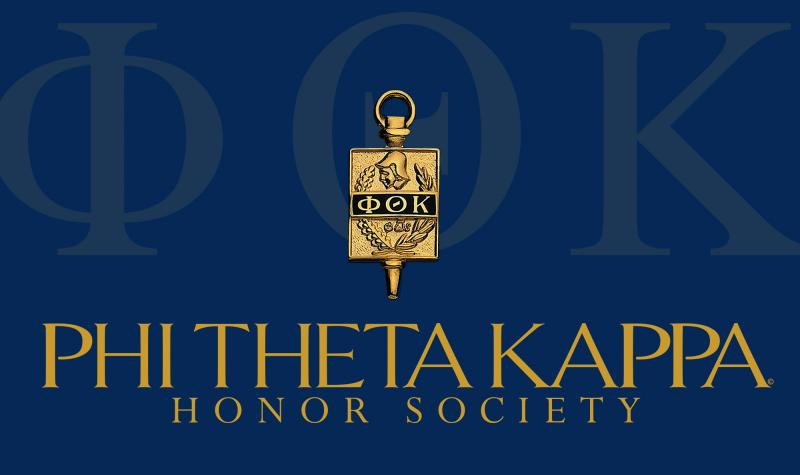 ΦΘΚ
ΦΘΚ
PHI THETA KAPPA©
HONOR SOCIETY